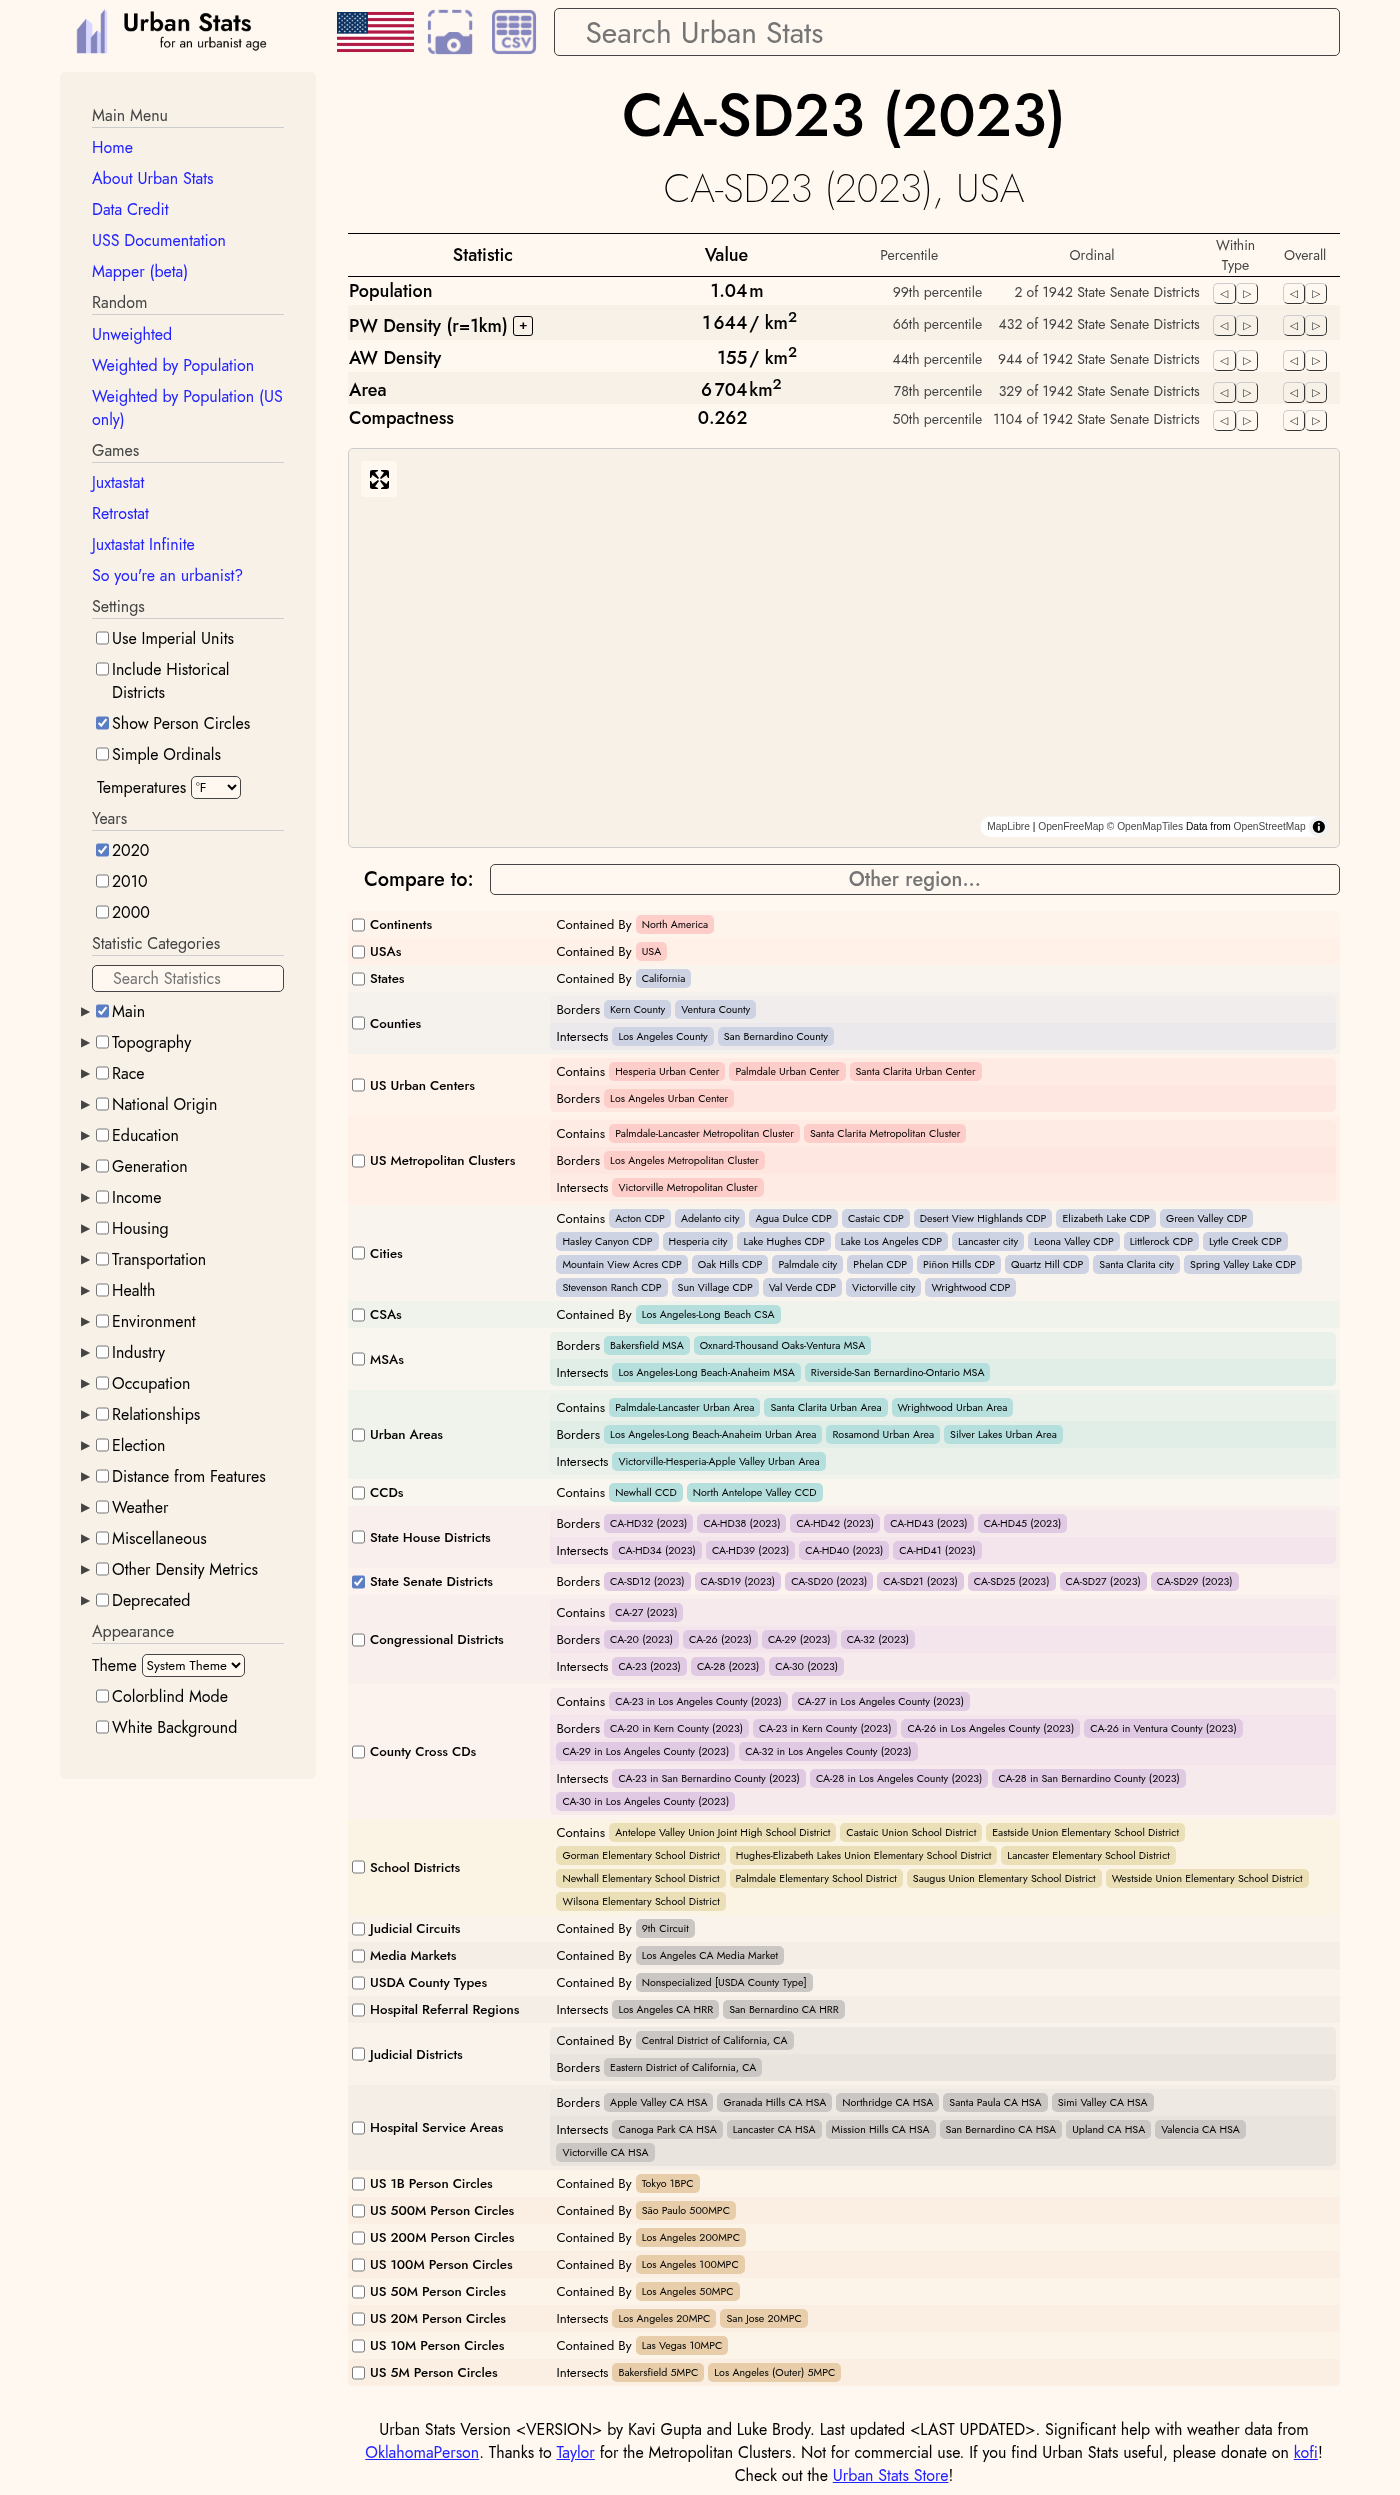 Urban Stats
for an urbanist age
CSV
Search Urban Stats
Main Menu
Home
About Urban Stats
Data Credit
USS Documentation
Mapper (beta)
Random
Unweighted
Weighted by Population
Weighted by Population (US
only)
Games
Juxtastat
Retrostat
Juxtastat Infinite
So you're an urbanist?
Settings
Use Imperial Units
Include Historical
Districts
Show Person Circles
Simple Ordinals
Temperatures °F
Years
2020
2010
2000
Statistic Categories
Search Statistics
Main
Topography
Race
National Origin
Education
Generation
Income
Housing
Transportation
Health
Environment
Industry
Occupation
Relationships
Election
Distance from Features
Weather
Miscellaneous
Other Density Metrics
Deprecated
Appearance
Theme System Theme
Colorblind Mode
White Background
CA-SD23 (2023)
CA-SD23 (2023), USA
Statistic Value Percentile Ordinal Within Type Overall
Population 1.04 m 99th percentile 2 of 1942 State Senate Districts
PW Density (r=1km) + 1 644 / km² 66th percentile 432 of 1942 State Senate Districts
AW Density 155 / km² 44th percentile 944 of 1942 State Senate Districts
Area 6 704 km² 78th percentile 329 of 1942 State Senate Districts
Compactness 0.262 50th percentile 1104 of 1942 State Senate Districts
MapLibre | OpenFreeMap © OpenMapTiles Data from OpenStreetMap
Compare to: Other region...
Continents Contained By North America
USAs Contained By USA
States Contained By California
Counties
Borders Kern County Ventura County
Intersects Los Angeles County San Bernardino County
US Urban Centers
Contains Hesperia Urban Center Palmdale Urban Center Santa Clarita Urban Center
Borders Los Angeles Urban Center
US Metropolitan Clusters
Contains Palmdale-Lancaster Metropolitan Cluster Santa Clarita Metropolitan Cluster
Borders Los Angeles Metropolitan Cluster
Intersects Victorville Metropolitan Cluster
Cities
Contains Acton CDP Adelanto city Agua Dulce CDP Castaic CDP Desert View Highlands CDP Elizabeth Lake CDP Green Valley CDP
Hasley Canyon CDP Hesperia city Lake Hughes CDP Lake Los Angeles CDP Lancaster city Leona Valley CDP Littlerock CDP Lytle Creek CDP
Mountain View Acres CDP Oak Hills CDP Palmdale city Phelan CDP Piñon Hills CDP Quartz Hill CDP Santa Clarita city Spring Valley Lake CDP
Stevenson Ranch CDP Sun Village CDP Val Verde CDP Victorville city Wrightwood CDP
CSAs Contained By Los Angeles-Long Beach CSA
MSAs
Borders Bakersfield MSA Oxnard-Thousand Oaks-Ventura MSA
Intersects Los Angeles-Long Beach-Anaheim MSA Riverside-San Bernardino-Ontario MSA
Urban Areas
Contains Palmdale-Lancaster Urban Area Santa Clarita Urban Area Wrightwood Urban Area
Borders Los Angeles-Long Beach-Anaheim Urban Area Rosamond Urban Area Silver Lakes Urban Area
Intersects Victorville-Hesperia-Apple Valley Urban Area
CCDs Contains Newhall CCD North Antelope Valley CCD
State House Districts
Borders CA-HD32 (2023) CA-HD38 (2023) CA-HD42 (2023) CA-HD43 (2023) CA-HD45 (2023)
Intersects CA-HD34 (2023) CA-HD39 (2023) CA-HD40 (2023) CA-HD41 (2023)
State Senate Districts Borders CA-SD12 (2023) CA-SD19 (2023) CA-SD20 (2023) CA-SD21 (2023) CA-SD25 (2023) CA-SD27 (2023) CA-SD29 (2023)
Congressional Districts
Contains CA-27 (2023)
Borders CA-20 (2023) CA-26 (2023) CA-29 (2023) CA-32 (2023)
Intersects CA-23 (2023) CA-28 (2023) CA-30 (2023)
County Cross CDs
Contains CA-23 in Los Angeles County (2023) CA-27 in Los Angeles County (2023)
Borders CA-20 in Kern County (2023) CA-23 in Kern County (2023) CA-26 in Los Angeles County (2023) CA-26 in Ventura County (2023)
CA-29 in Los Angeles County (2023) CA-32 in Los Angeles County (2023)
Intersects CA-23 in San Bernardino County (2023) CA-28 in Los Angeles County (2023) CA-28 in San Bernardino County (2023)
CA-30 in Los Angeles County (2023)
School Districts
Contains Antelope Valley Union Joint High School District Castaic Union School District Eastside Union Elementary School District
Gorman Elementary School District Hughes-Elizabeth Lakes Union Elementary School District Lancaster Elementary School District
Newhall Elementary School District Palmdale Elementary School District Saugus Union Elementary School District Westside Union Elementary School District
Wilsona Elementary School District
Judicial Circuits Contained By 9th Circuit
Media Markets Contained By Los Angeles CA Media Market
USDA County Types Contained By Nonspecialized [USDA County Type]
Hospital Referral Regions Intersects Los Angeles CA HRR San Bernardino CA HRR
Judicial Districts
Contained By Central District of California, CA
Borders Eastern District of California, CA
Hospital Service Areas
Borders Apple Valley CA HSA Granada Hills CA HSA Northridge CA HSA Santa Paula CA HSA Simi Valley CA HSA
Intersects Canoga Park CA HSA Lancaster CA HSA Mission Hills CA HSA San Bernardino CA HSA Upland CA HSA Valencia CA HSA
Victorville CA HSA
US 1B Person Circles Contained By Tokyo 1BPC
US 500M Person Circles Contained By São Paulo 500MPC
US 200M Person Circles Contained By Los Angeles 200MPC
US 100M Person Circles Contained By Los Angeles 100MPC
US 50M Person Circles Contained By Los Angeles 50MPC
US 20M Person Circles Intersects Los Angeles 20MPC San Jose 20MPC
US 10M Person Circles Contained By Las Vegas 10MPC
US 5M Person Circles Intersects Bakersfield 5MPC Los Angeles (Outer) 5MPC
Urban Stats Version <VERSION> by Kavi Gupta and Luke Brody. Last updated <LAST UPDATED>. Significant help with weather data from
OklahomaPerson. Thanks to Taylor for the Metropolitan Clusters. Not for commercial use. If you find Urban Stats useful, please donate on kofi!
Check out the Urban Stats Store!